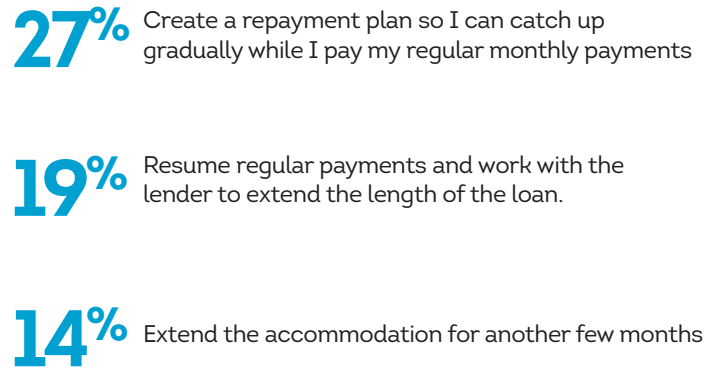 27% Create a repayment plan so I can catch up
gradually while I pay my regular monthly payments
19% Resume regular payments and work with the
lender to extend the length of the loan.
14% Extend the accommodation for another few months